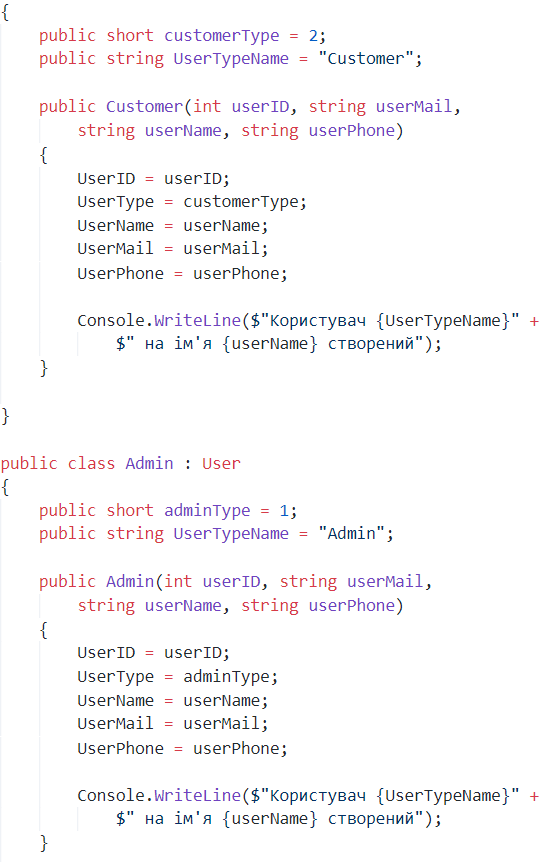 {
    public short customerType = 2;
    public string UserTypeName = "Customer";

    public Customer(int userID, string userMail,
        string userName, string userPhone)
    {
        UserID = userID;
        UserType = customerType;
        UserName = userName;
        UserMail = userMail;
        UserPhone = userPhone;

        Console.WriteLine($"Користувач {UserTypeName}" +
            $" на ім'я {userName} створений");
    }

}

public class Admin : User
{
    public short adminType = 1;
    public string UserTypeName = "Admin";

    public Admin(int userID, string userMail,
        string userName, string userPhone)
    {
        UserID = userID;
        UserType = adminType;
        UserName = userName;
        UserMail = userMail;
        UserPhone = userPhone;

        Console.WriteLine($"Користувач {UserTypeName}" +
            $" на ім'я {userName} створений");
    }